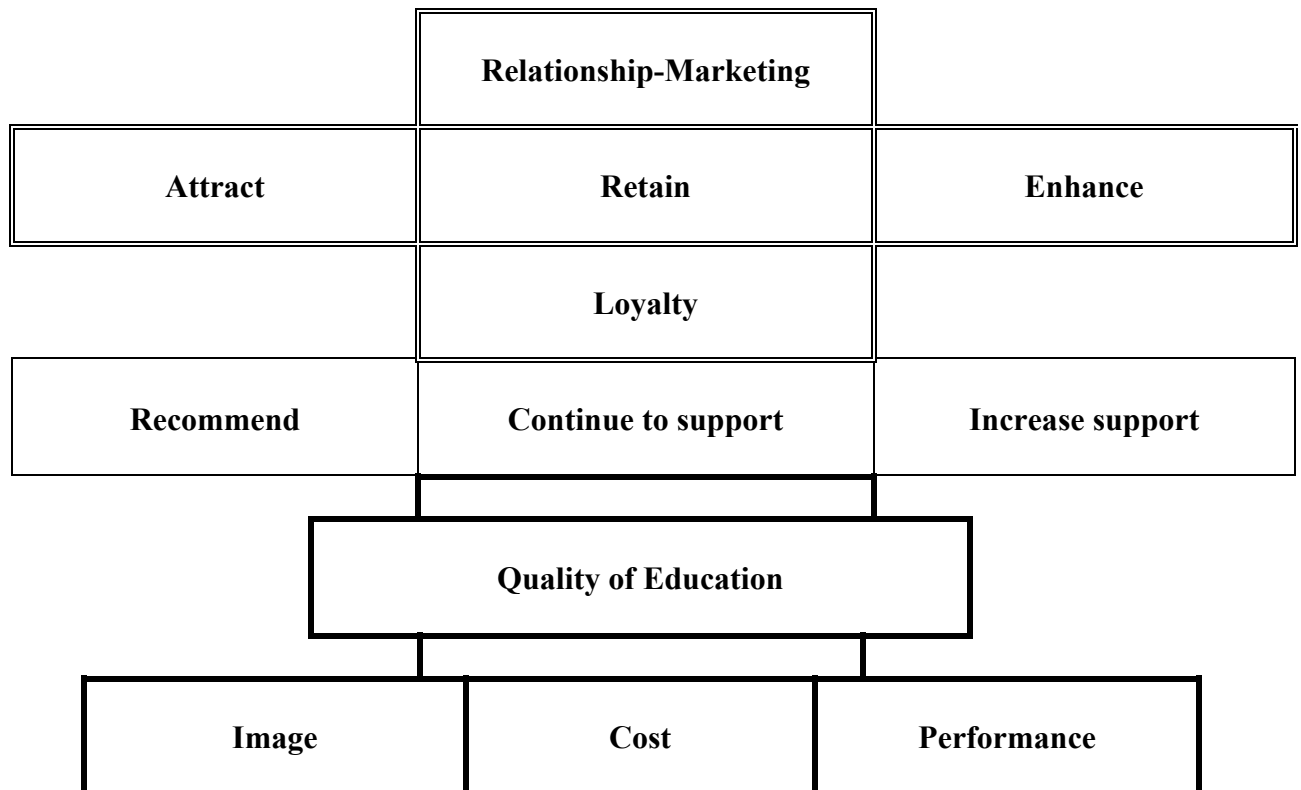 Relationship-Marketing
Attract Retain Enhance
Loyalty
Recommend Continue to support Increase support
Quality of Education
Image Cost Performance